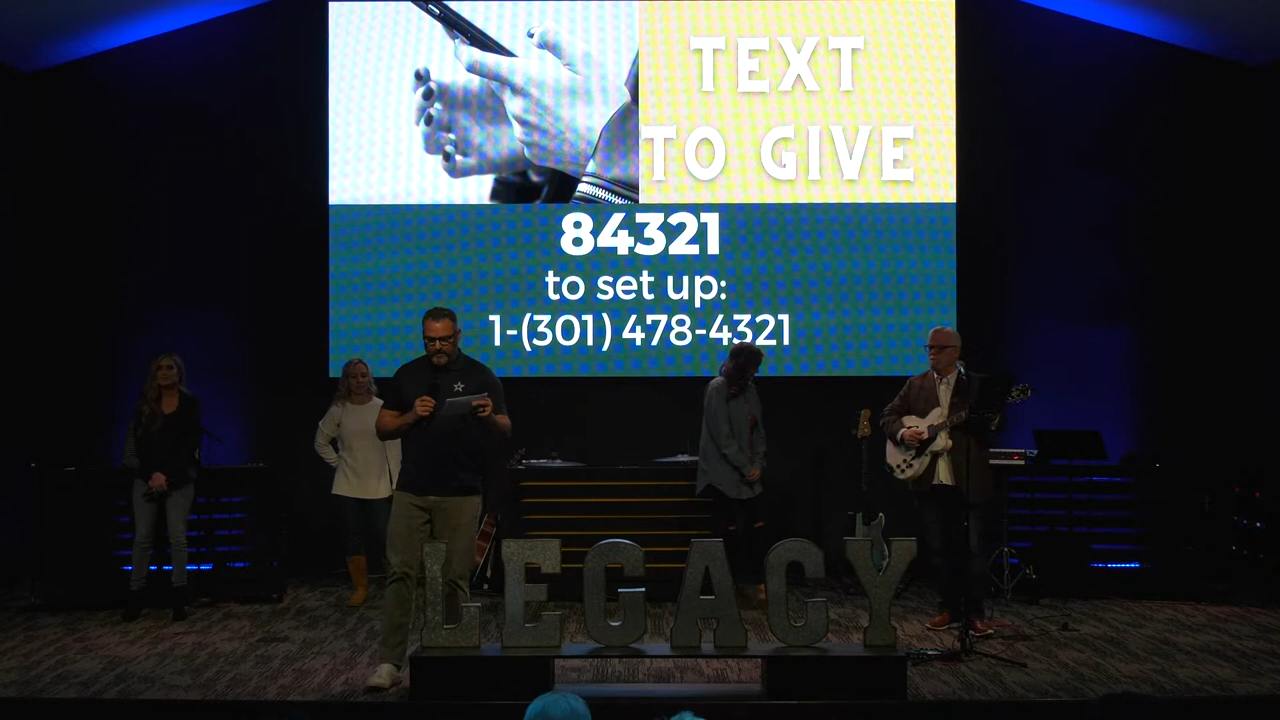 TEXT
TO GIVE
84321
to set up:
1-(301) 478-4321
LEGACY